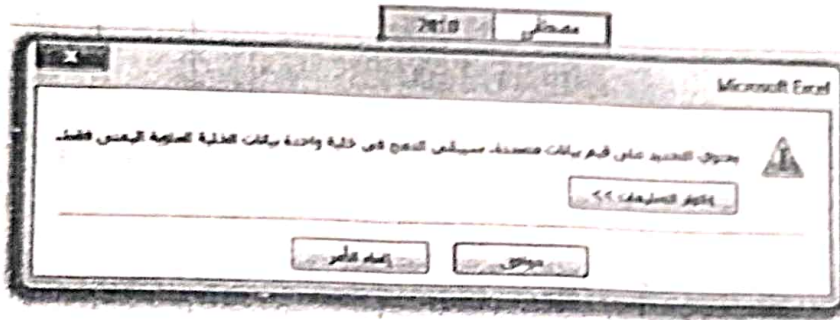 مصطفى 2010
Microsoft Excel
يحتوي التحديد على قيم بيانات متعددة. سيبقي الدمج في خلية واحدة بيانات الخلية العلوية اليمنى فقط.
إظهار التعليمات >>
موافق إلغاء الأمر